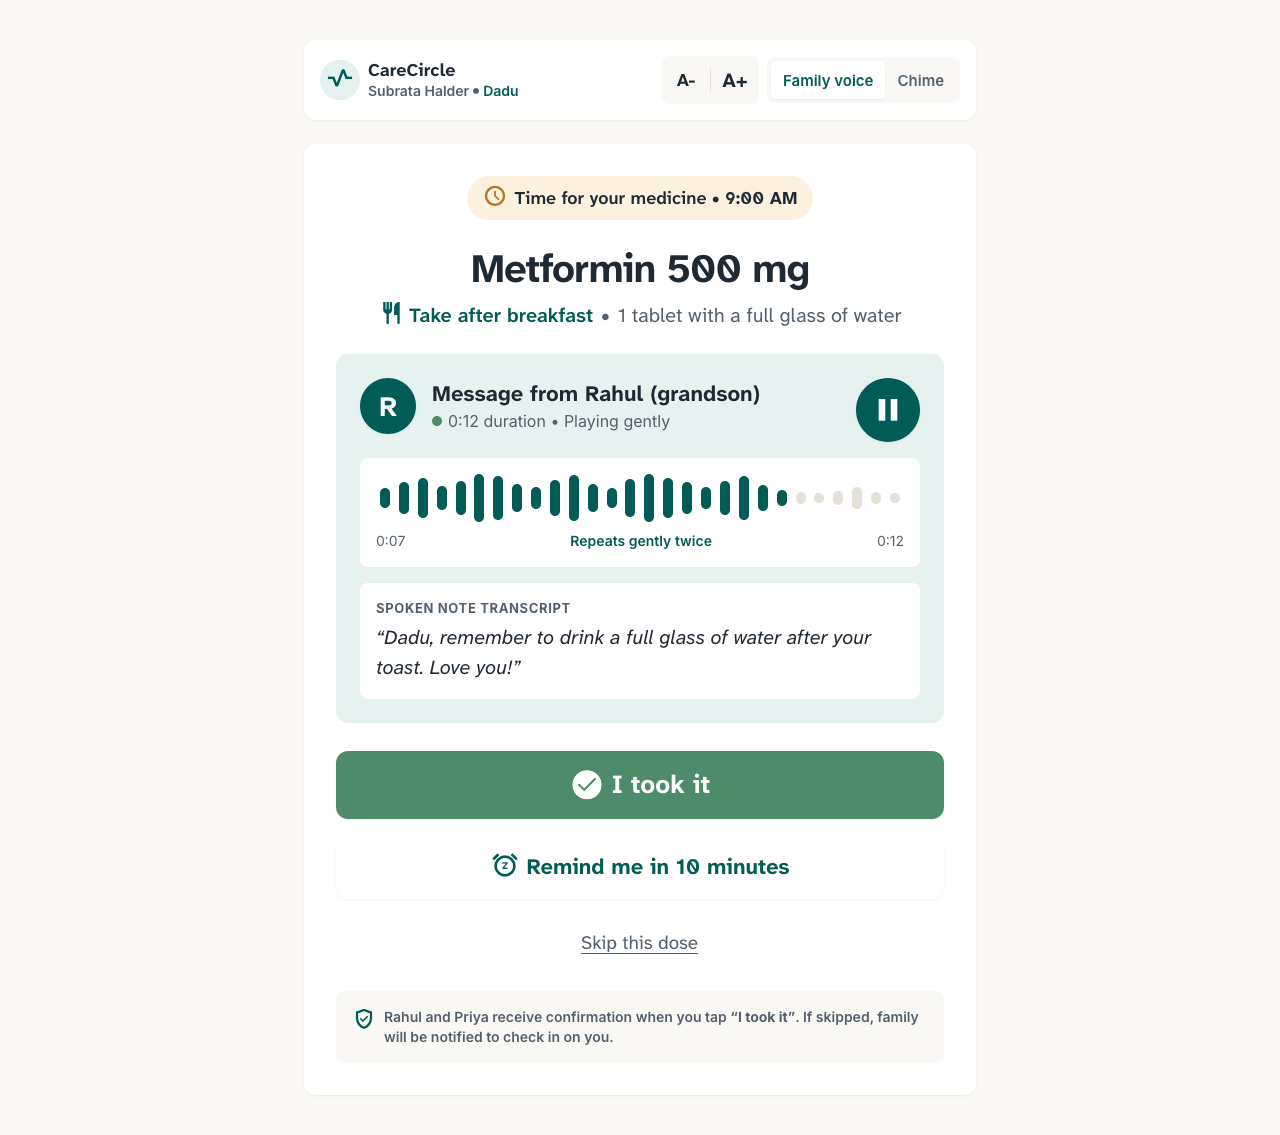 CareCircle
Subrata Halder • Dadu
A- A+
Family voice Chime
Time for your medicine • 9:00 AM
Metformin 500 mg
Take after breakfast • 1 tablet with a full glass of water
R
Message from Rahul (grandson)
0:12 duration • Playing gently
0:07 Repeats gently twice 0:12
SPOKEN NOTE TRANSCRIPT
“Dadu, remember to drink a full glass of water after your
toast. Love you!”
I took it
Remind me in 10 minutes
Skip this dose
Rahul and Priya receive confirmation when you tap “I took it”. If skipped, family
will be notified to check in on you.